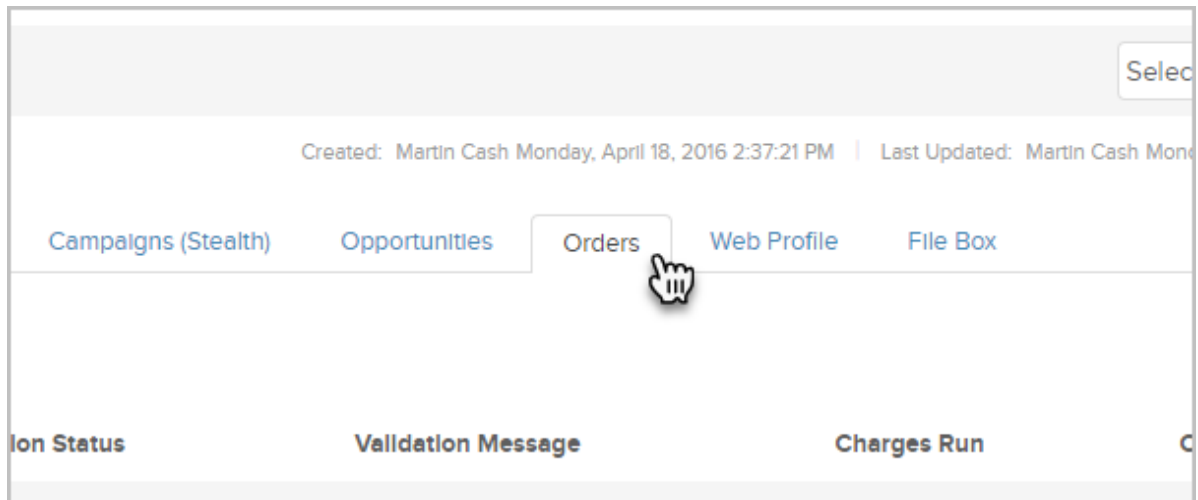 Selec
Created: Martin Cash Monday, April 18, 2016 2:37:21 PM | Last Updated: Martin Cash Mon
Campaigns (Stealth) Opportunities Orders Web Profile File Box
ion Status Validation Message Charges Run